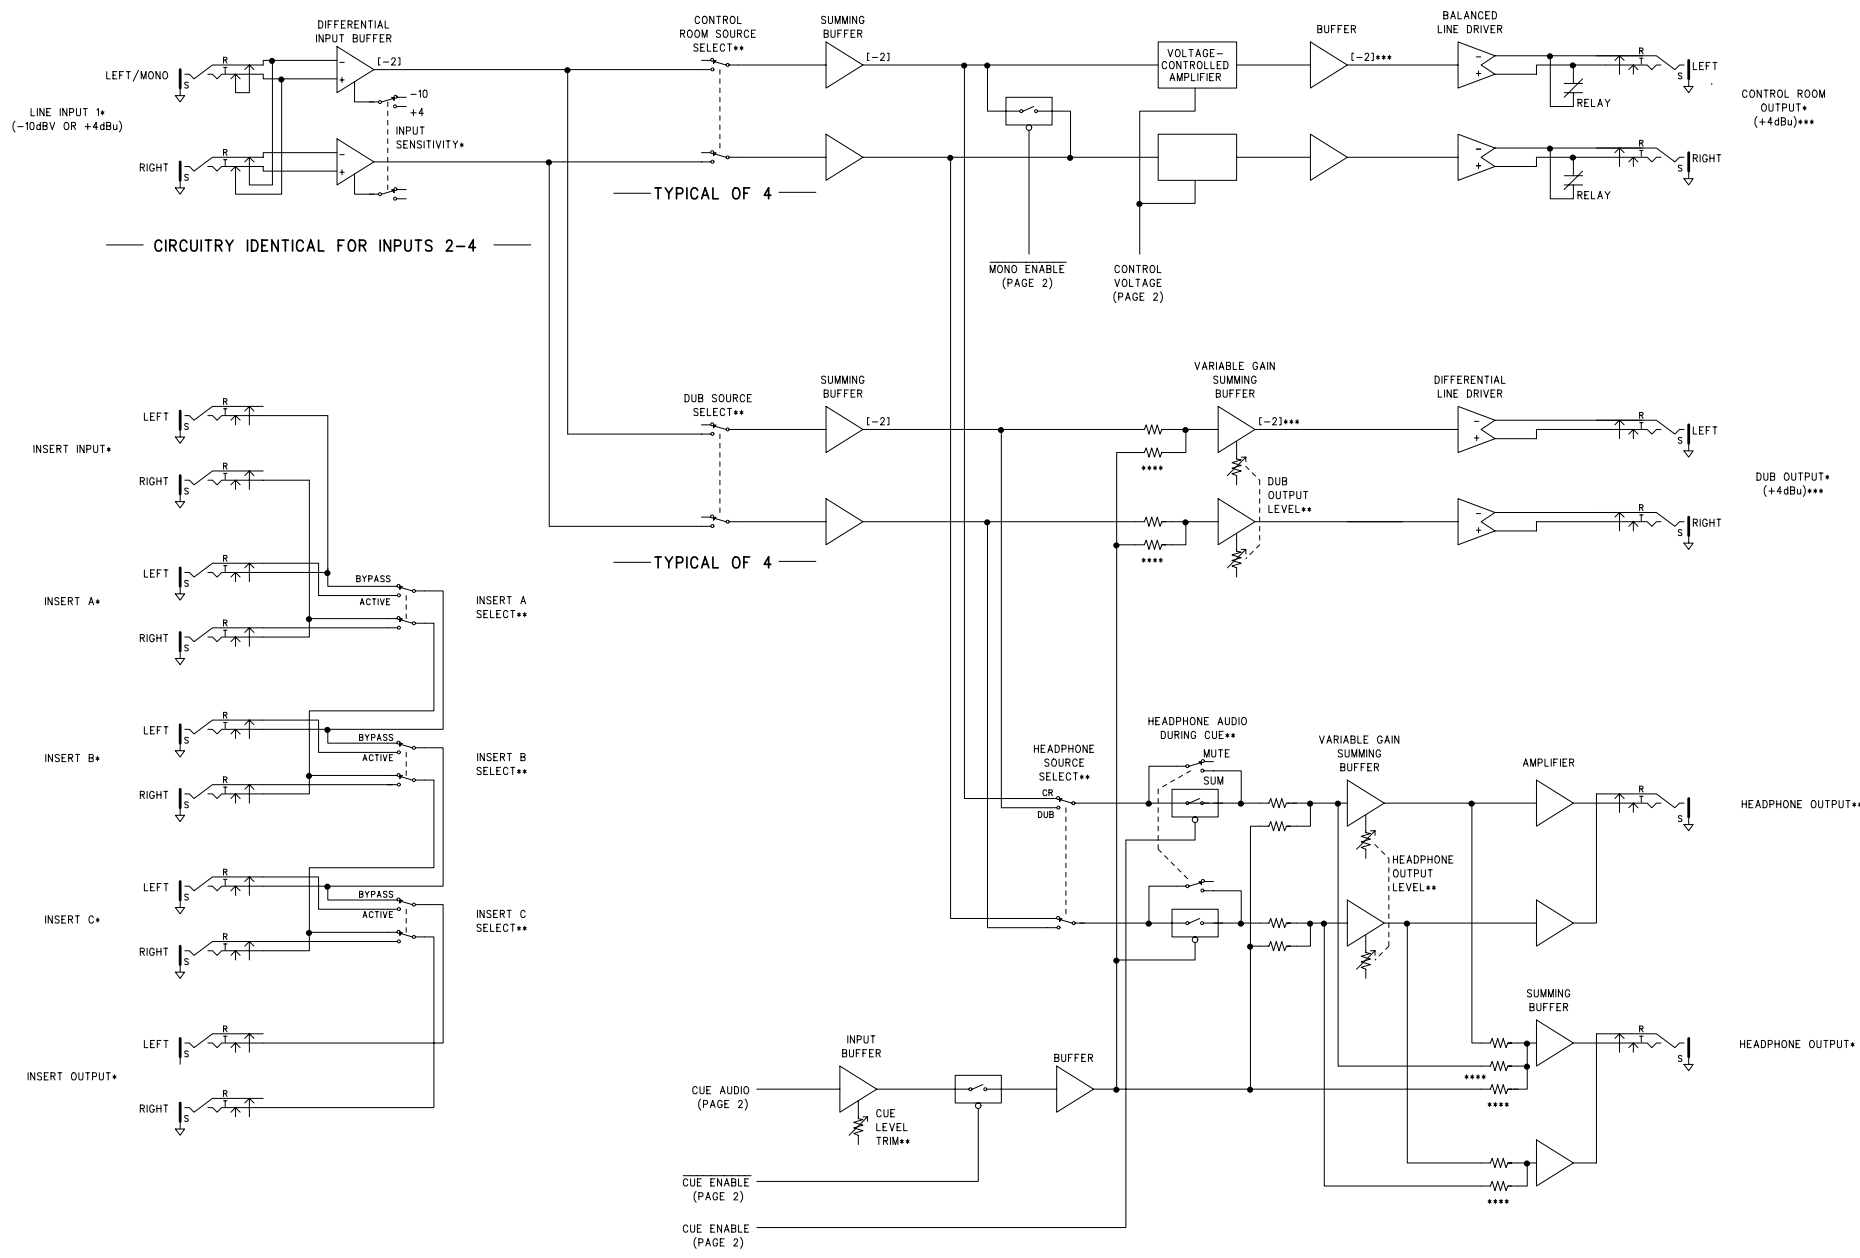 DIFFERENTIAL
INPUT BUFFER
CONTROL
ROOM SOURCE
SELECT**
SUMMING
BUFFER
BUFFER
BALANCED
LINE DRIVER
LEFT/MONO
R
T
S
-
+
[-2]
-10
+4
INPUT
SENSITIVITY*
[-2]
VOLTAGE-
CONTROLLED
AMPLIFIER
[-2]***
-
+
RELAY
R
T
S
LEFT
LINE INPUT 1*
(-10dBV OR +4dBu)
CONTROL ROOM
OUTPUT*
(+4dBu)***
RIGHT
R
T
S
-
+
-
+
RELAY
R
T
S
RIGHT
TYPICAL OF 4
CIRCUITRY IDENTICAL FOR INPUTS 2-4
MONO ENABLE
(PAGE 2)
CONTROL
VOLTAGE
(PAGE 2)
DUB SOURCE
SELECT**
SUMMING
BUFFER
VARIABLE GAIN
SUMMING
BUFFER
DIFFERENTIAL
LINE DRIVER
[-2]
****
[-2]***
-
+
R
T
S
LEFT
DUB
OUTPUT
LEVEL**
DUB OUTPUT*
(+4dBu)***
****
-
+
R
T
S
RIGHT
TYPICAL OF 4
INSERT INPUT*
LEFT
R
T
S
RIGHT
R
T
S
INSERT A*
LEFT
R
T
S
RIGHT
R
T
S
BYPASS
ACTIVE
INSERT A
SELECT**
INSERT B*
LEFT
R
T
S
RIGHT
R
T
S
BYPASS
ACTIVE
INSERT B
SELECT**
INSERT C*
LEFT
R
T
S
RIGHT
R
T
S
BYPASS
ACTIVE
INSERT C
SELECT**
INSERT OUTPUT*
LEFT
R
T
S
RIGHT
R
T
S
HEADPHONE
SOURCE
SELECT**
CR
DUB
HEADPHONE AUDIO
DURING CUE**
MUTE
SUM
VARIABLE GAIN
SUMMING
BUFFER
AMPLIFIER
R
T
S
HEADPHONE OUTPUT**
HEADPHONE
OUTPUT
LEVEL**
SUMMING
BUFFER
R
T
S
HEADPHONE OUTPUT*
****
****
****
INPUT
BUFFER
BUFFER
CUE AUDIO
(PAGE 2)
CUE
LEVEL
TRIM**
CUE ENABLE
(PAGE 2)
CUE ENABLE
(PAGE 2)